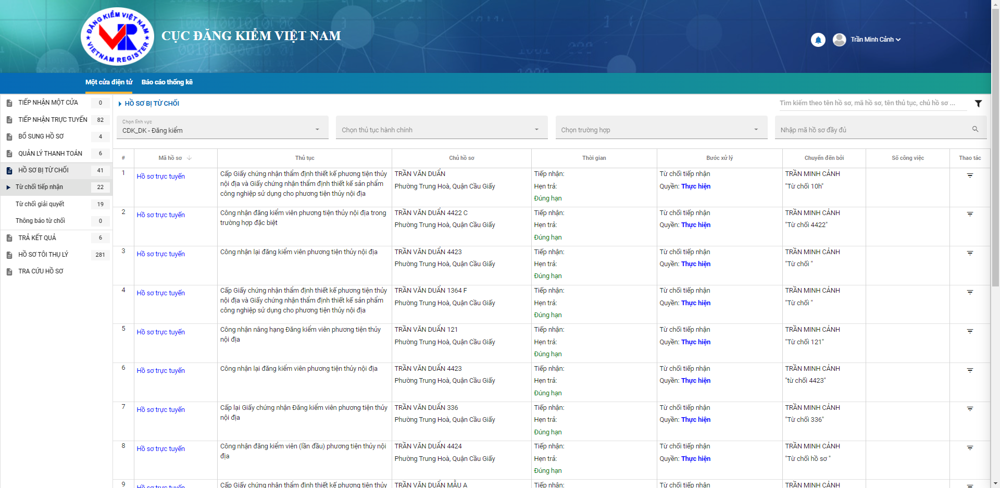 ĐĂNG KIỂM VIỆT NAM
VR
VIETNAM REGISTER
CỤC ĐĂNG KIỂM VIỆT NAM
Trần Minh Cảnh
Một cửa điện tử
Báo cáo thống kê
TIẾP NHẬN MỘT CỬA 0
TIẾP NHẬN TRỰC TUYẾN 82
BỔ SUNG HỒ SƠ 4
QUẢN LÝ THANH TOÁN 6
HỒ SƠ BỊ TỪ CHỐI 41
Từ chối tiếp nhận 22
Từ chối giải quyết 19
Thông báo từ chối 0
TRẢ KẾT QUẢ 6
HỒ SƠ TÔI THỤ LÝ 281
TRA CỨU HỒ SƠ
HỒ SƠ BỊ TỪ CHỐI
Tìm kiếm theo tên hồ sơ, mã hồ sơ, tên thủ tục, chủ hồ sơ ...
Chọn lĩnh vực
CDK_DK - Đăng kiểm
Chọn thủ tục hành chính
Chọn trường hợp
Nhập mã hồ sơ đầy đủ
# Mã hồ sơ Thủ tục Chủ hồ sơ Thời gian Bước xử lý Chuyển đến bởi Số công việc Thao tác
1
Hồ sơ trực tuyến
Cấp Giấy chứng nhận thẩm định thiết kế phương tiện thủy
nội địa và Giấy chứng nhận thẩm định thiết kế sản phẩm
công nghiệp sử dụng cho phương tiện thủy nội địa
TRẦN VĂN DUẨN
Phường Trung Hoà, Quận Cầu Giấy
Tiếp nhận:
Hẹn trả:
Đúng hạn
Từ chối tiếp nhận
Quyền: Thực hiện
TRẦN MINH CẢNH
"Từ chối 10h"
2
Hồ sơ trực tuyến
Công nhận đăng kiểm viên phương tiện thủy nội địa trong
trường hợp đặc biệt
TRẦN VĂN DUẨN 4422 C
Phường Trung Hoà, Quận Cầu Giấy
Tiếp nhận:
Hẹn trả:
Đúng hạn
Từ chối tiếp nhận
Quyền: Thực hiện
TRẦN MINH CẢNH
"Từ chối 4422"
3
Hồ sơ trực tuyến
Công nhận lại đăng kiểm viên phương tiện thủy nội địa
TRẦN VĂN DUẨN 4423
Phường Trung Hoà, Quận Cầu Giấy
Tiếp nhận:
Hẹn trả:
Đúng hạn
Từ chối tiếp nhận
Quyền: Thực hiện
TRẦN MINH CẢNH
"Từ chối "
4
Hồ sơ trực tuyến
Cấp Giấy chứng nhận thẩm định thiết kế phương tiện thủy
nội địa và Giấy chứng nhận thẩm định thiết kế sản phẩm
công nghiệp sử dụng cho phương tiện thủy nội địa
TRẦN VĂN DUẨN 1364 F
Phường Trung Hoà, Quận Cầu Giấy
Tiếp nhận:
Hẹn trả:
Đúng hạn
Từ chối tiếp nhận
Quyền: Thực hiện
TRẦN MINH CẢNH
"Từ chối "
5
Hồ sơ trực tuyến
Công nhận nâng hạng Đăng kiểm viên phương tiện thủy
nội địa
TRẦN VĂN DUẨN 121
Phường Trung Hoà, Quận Cầu Giấy
Tiếp nhận:
Hẹn trả:
Đúng hạn
Từ chối tiếp nhận
Quyền: Thực hiện
TRẦN MINH CẢNH
"Từ chối 121"
6
Hồ sơ trực tuyến
Công nhận lại đăng kiểm viên phương tiện thủy nội địa
TRẦN VĂN DUẨN 4423
Phường Trung Hoà, Quận Cầu Giấy
Tiếp nhận:
Hẹn trả:
Đúng hạn
Từ chối tiếp nhận
Quyền: Thực hiện
TRẦN MINH CẢNH
"từ chối 4423"
7
Hồ sơ trực tuyến
Cấp lại Giấy chứng nhận Đăng kiểm viên phương tiện thủy
nội địa
TRẦN VĂN DUẨN 336
Phường Trung Hoà, Quận Cầu Giấy
Tiếp nhận:
Hẹn trả:
Đúng hạn
Từ chối tiếp nhận
Quyền: Thực hiện
TRẦN MINH CẢNH
"Từ chối 336"
8
Hồ sơ trực tuyến
Công nhận đăng kiểm viên (lần đầu) phương tiện thủy nội
địa
TRẦN VĂN DUẨN 4424
Phường Trung Hoà, Quận Cầu Giấy
Tiếp nhận:
Hẹn trả:
Đúng hạn
Từ chối tiếp nhận
Quyền: Thực hiện
TRẦN MINH CẢNH
"Từ chối hồ sơ "
9
Hồ sơ trực tuyến
Cấp Giấy chứng nhận thẩm định thiết kế phương tiện thủy
TRẦN VĂN DUẨN MẪU A
Tiếp nhận:
Từ chối tiếp nhận
TRẦN MINH CẢNH